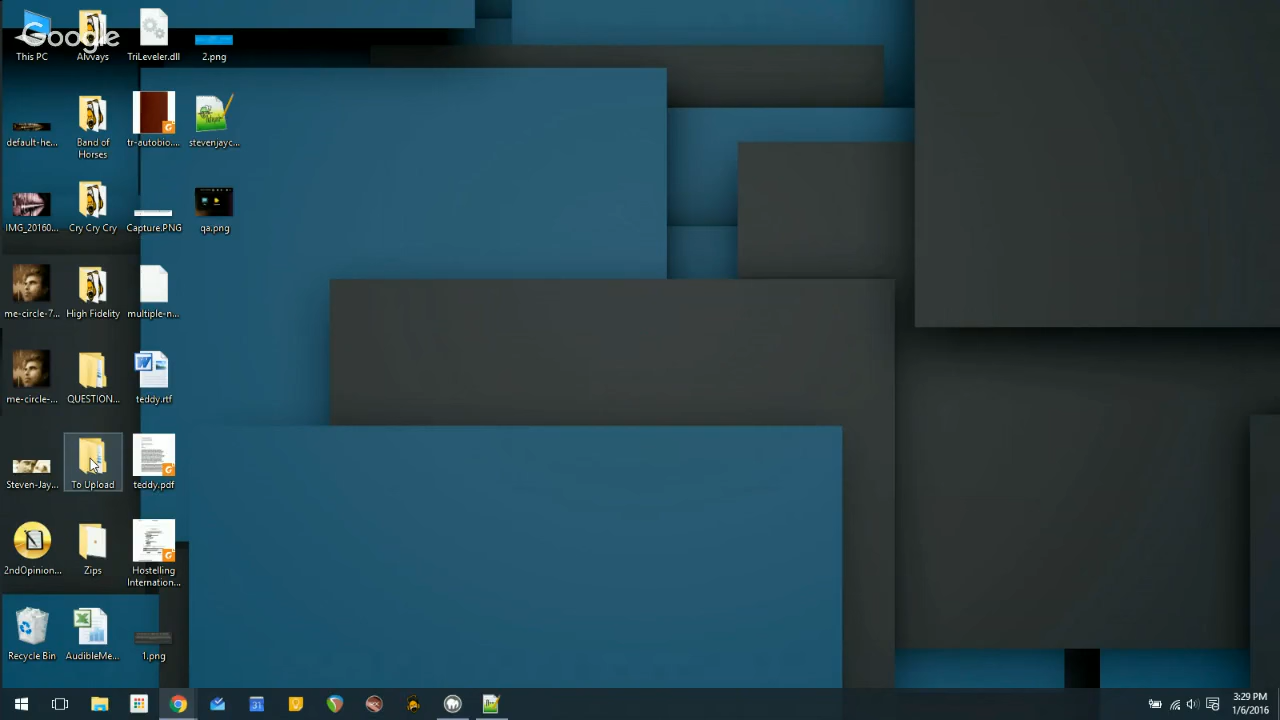 Google
This PC
Alvvays
TriLeveler.dll
2.png
default-he...
Band of
Horses
tr-autobio....
stevenjayc...
IMG_20160...
Cry Cry Cry
Capture.PNG
qa.png
me-circle-7...
High Fidelity
multiple-n...
me-circle-...
QUESTION...
teddy.rtf
Steven-Jay...
To Upload
teddy.pdf
2ndOpinion...
Zips
Hostelling
Internation...
Recycle Bin
AudibleMe...
1.png
31
3:29 PM
1/6/2016